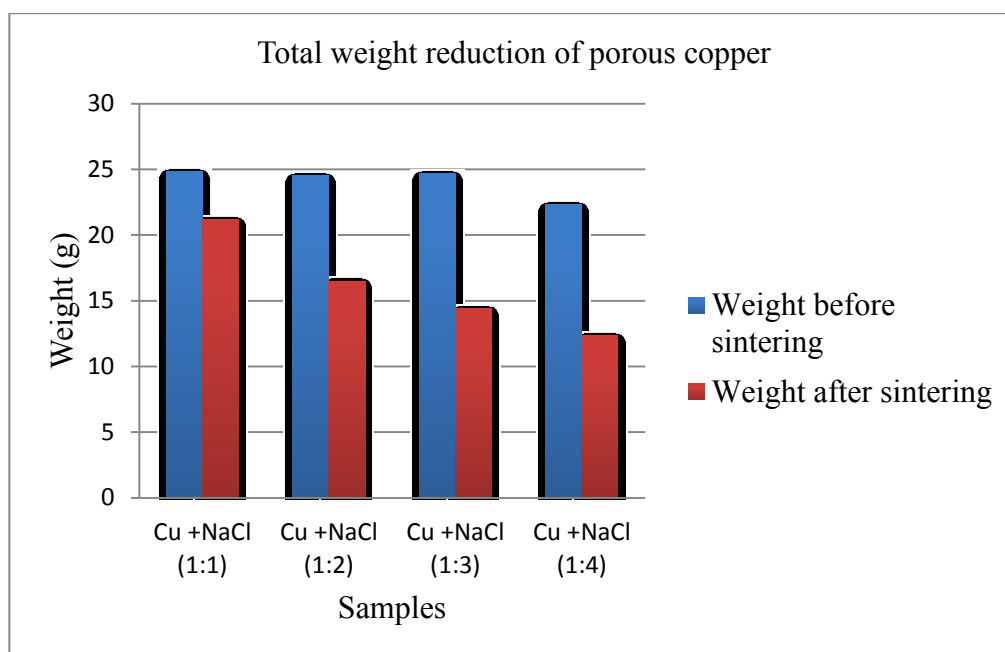 Total weight reduction of porous copper
30
25
20
15
10
5
0
Weight (g)
Cu +NaCl
(1:1)
Cu +NaCl
(1:2)
Cu +NaCl
(1:3)
Cu +NaCl
(1:4)
Samples
Weight before
sintering
Weight after sintering